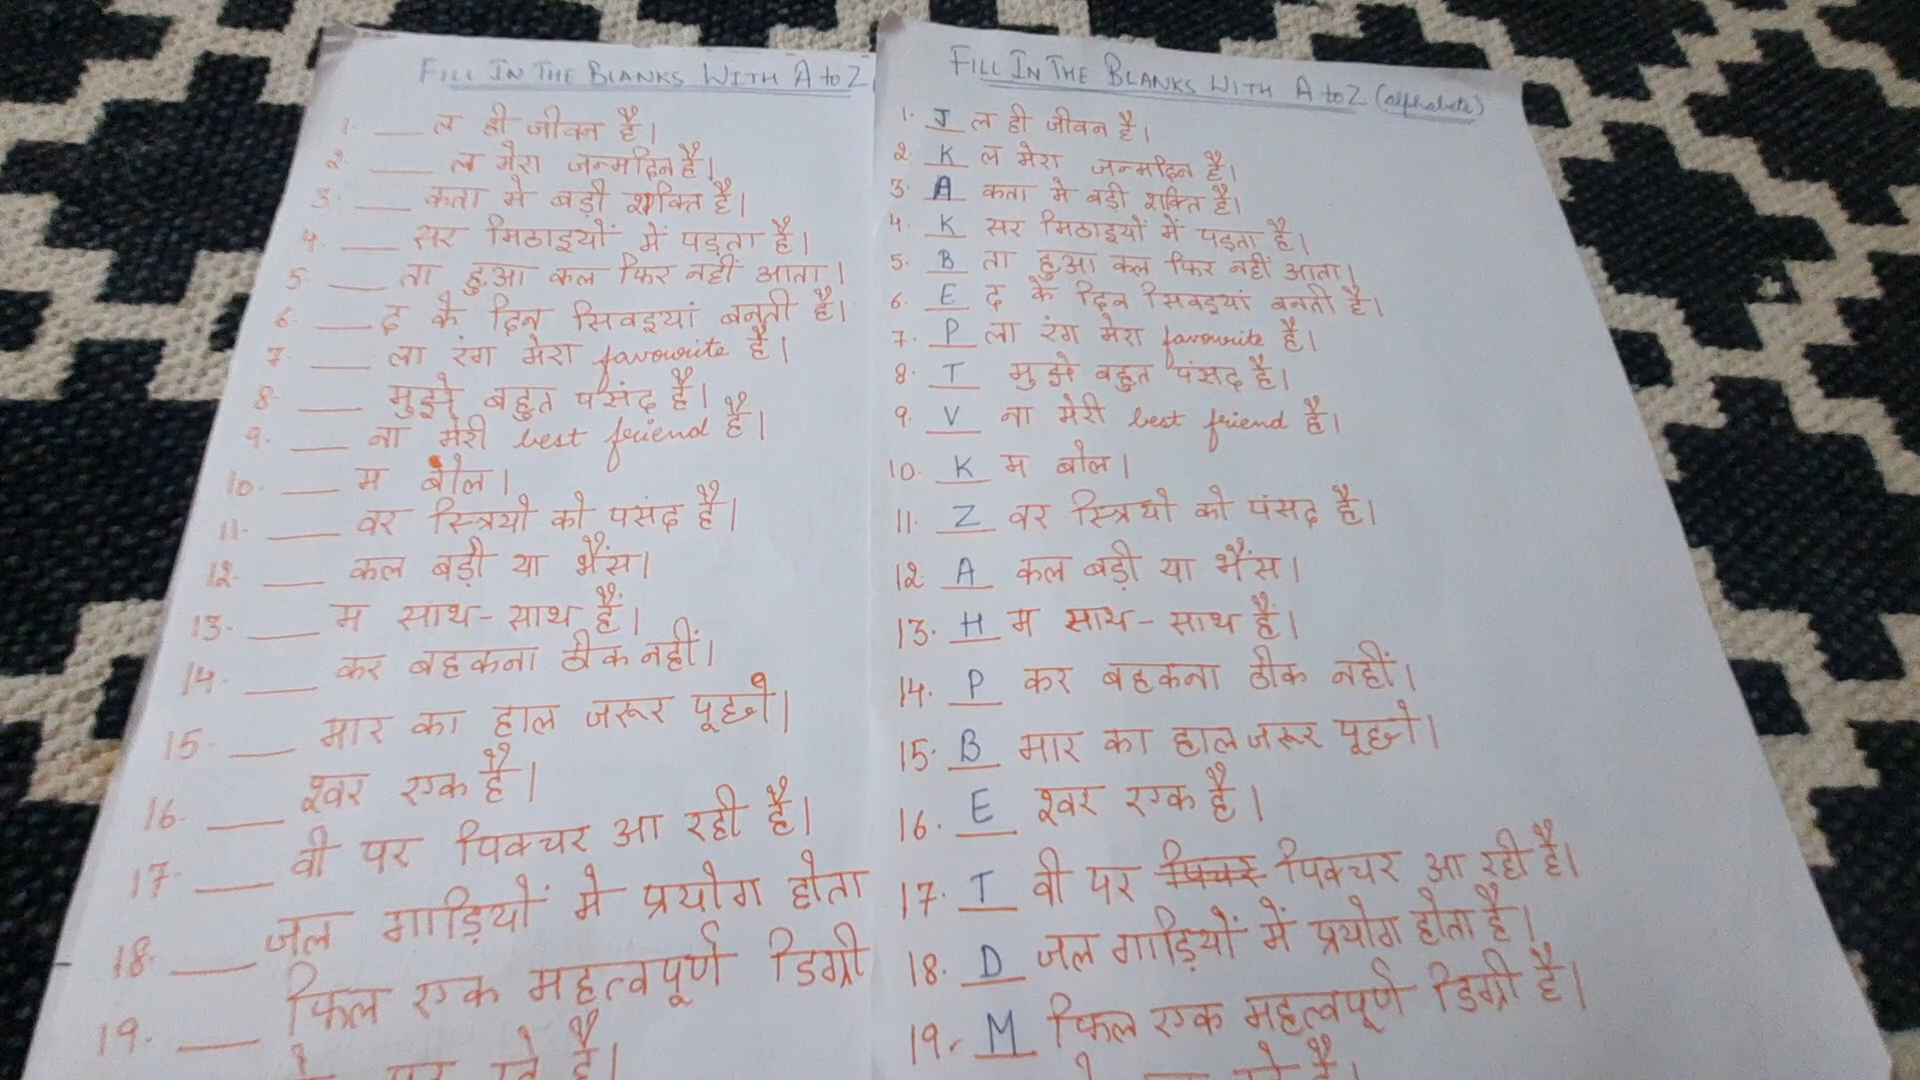 FILL IN THE BLANKS WITH A to Z
1. ___ ल ही जीवन है।
2. ___ ल मेरा जन्मदिन है।
3. ___ कता मे बड़ी शक्ति है।
4. ___ सर मिठाइयों में पड़ता है।
5. ___ ता हुआ कल फिर नहीं आता।
6. ___ द के दिन सिवइयां बनती है।
7. ___ ला रंग मेरा favourite है।
8. ___ मुझे बहुत पसंद है।
9. ___ ना मेरी best friend है।
10. ___ म बोल।
11. ___ वर स्त्रियो को पसंद है।
12. ___ कल बड़ी या भैंस।
13. ___ म साथ-साथ हैं।
14. ___ कर बहकना ठीक नहीं।
15. ___ मार का हाल जरूर पूछो।
16. ___ श्वर एक है।
17. ___ वी पर पिक्चर आ रही है।
18. ___ जल गाड़ियों मे प्रयोग होता
19. ___ फिल एक महत्वपूर्ण डिग्री
FILL IN THE BLANKS WITH A to Z (alphabets)
1. J ल ही जीवन है।
2. K ल मेरा जन्मदिन है।
3. A कता मे बड़ी शक्ति है।
4. K सर मिठाइयों में पड़ता है।
5. B ता हुआ कल फिर नहीं आता।
6. E द के दिन सिवइयां बनती है।
7. P ला रंग मेरा favourite है।
8. T मुझे बहुत पंसद है।
9. V ना मेरी best friend है।
10. K म बोल।
11. Z वर स्त्रियो को पंसद है।
12. A कल बड़ी या भैंस।
13. H म साथ-साथ हैं।
14. P कर बहकना ठीक नहीं।
15. B मार का हाल जरूर पूछो।
16. E श्वर एक है।
17. T वी पर पिक्चर आ रही है।
18. D जल गाड़ियों में प्रयोग होता है।
19. M फिल एक महत्वपूर्ण डिग्री है।